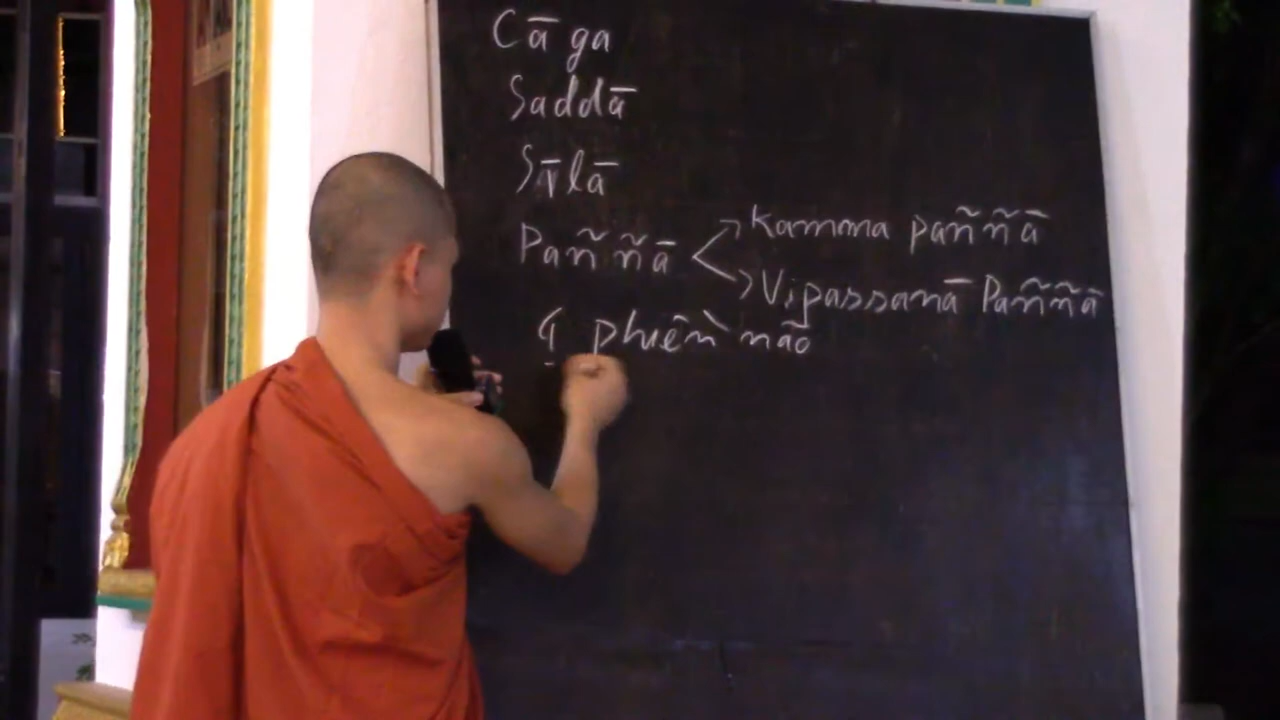 Cāga
Saddā
Sīlā
Paññā
Kamma paññā
Vipassanā Paññā
phiền não